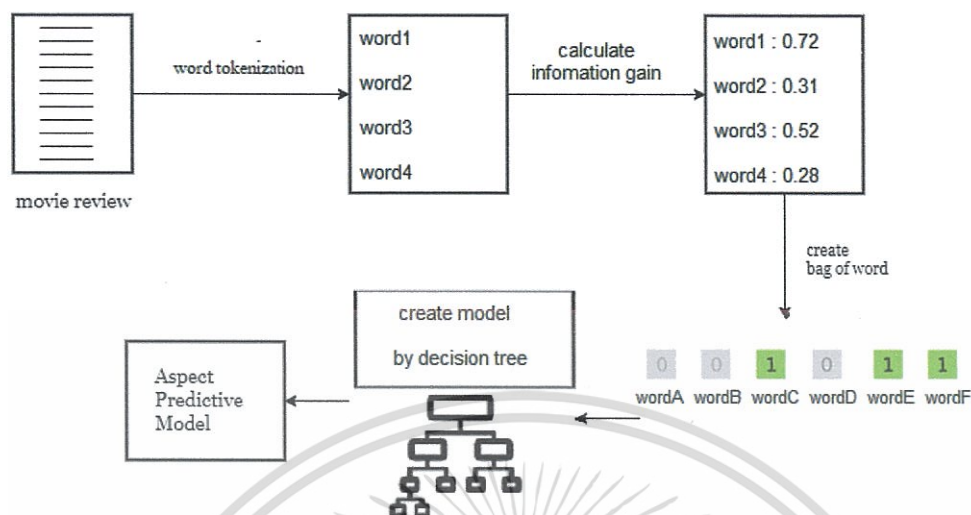 movie review
word tokenization
word1
word2
word3
word4
calculate
infomation gain
word1 : 0.72
word2 : 0.31
word3 : 0.52
word4 : 0.28
create
bag of word
0 0 1 0 1 1
wordA wordB wordC wordD wordE wordF
create model
by decision tree
Aspect
Predictive
Model